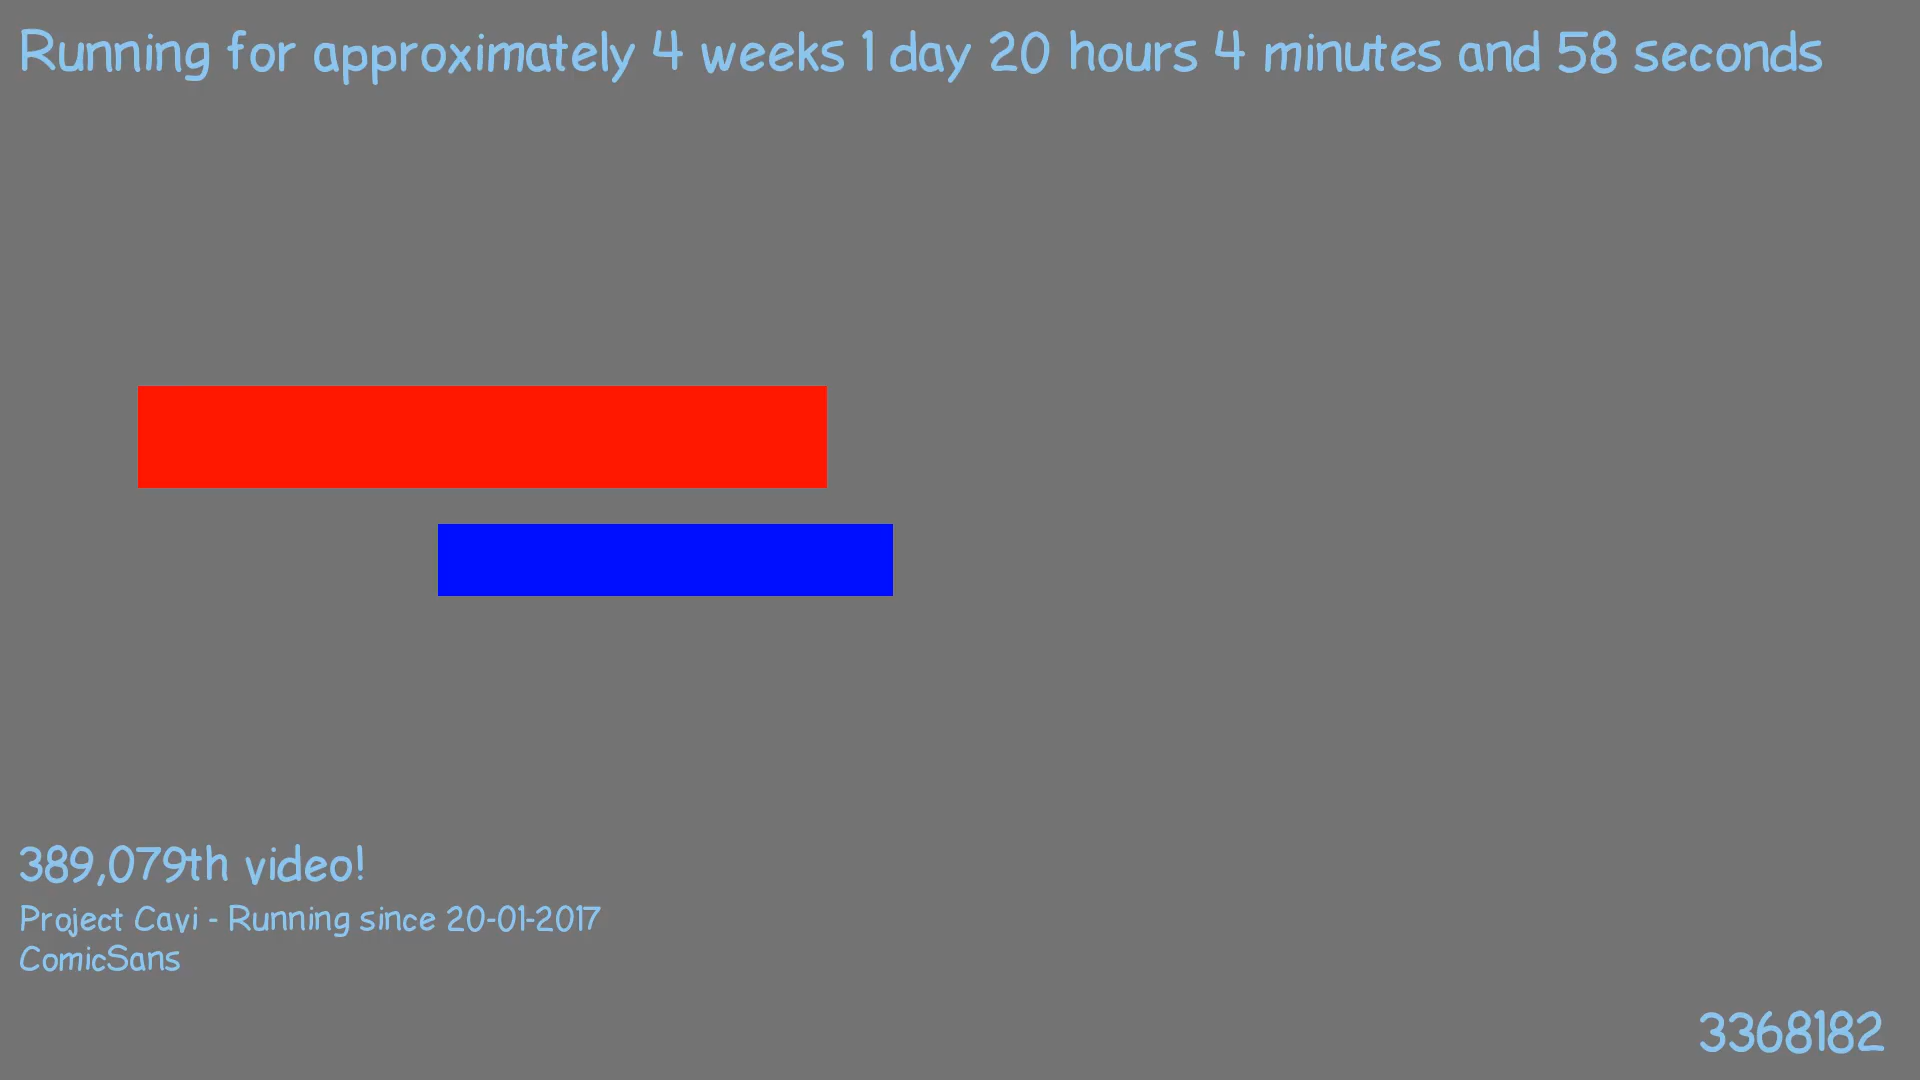 Running for approximately 4 weeks 1 day 20 hours 4 minutes and 58 seconds
389,079th video!
Project Cavi - Running since 20-01-2017
ComicSans
3368182